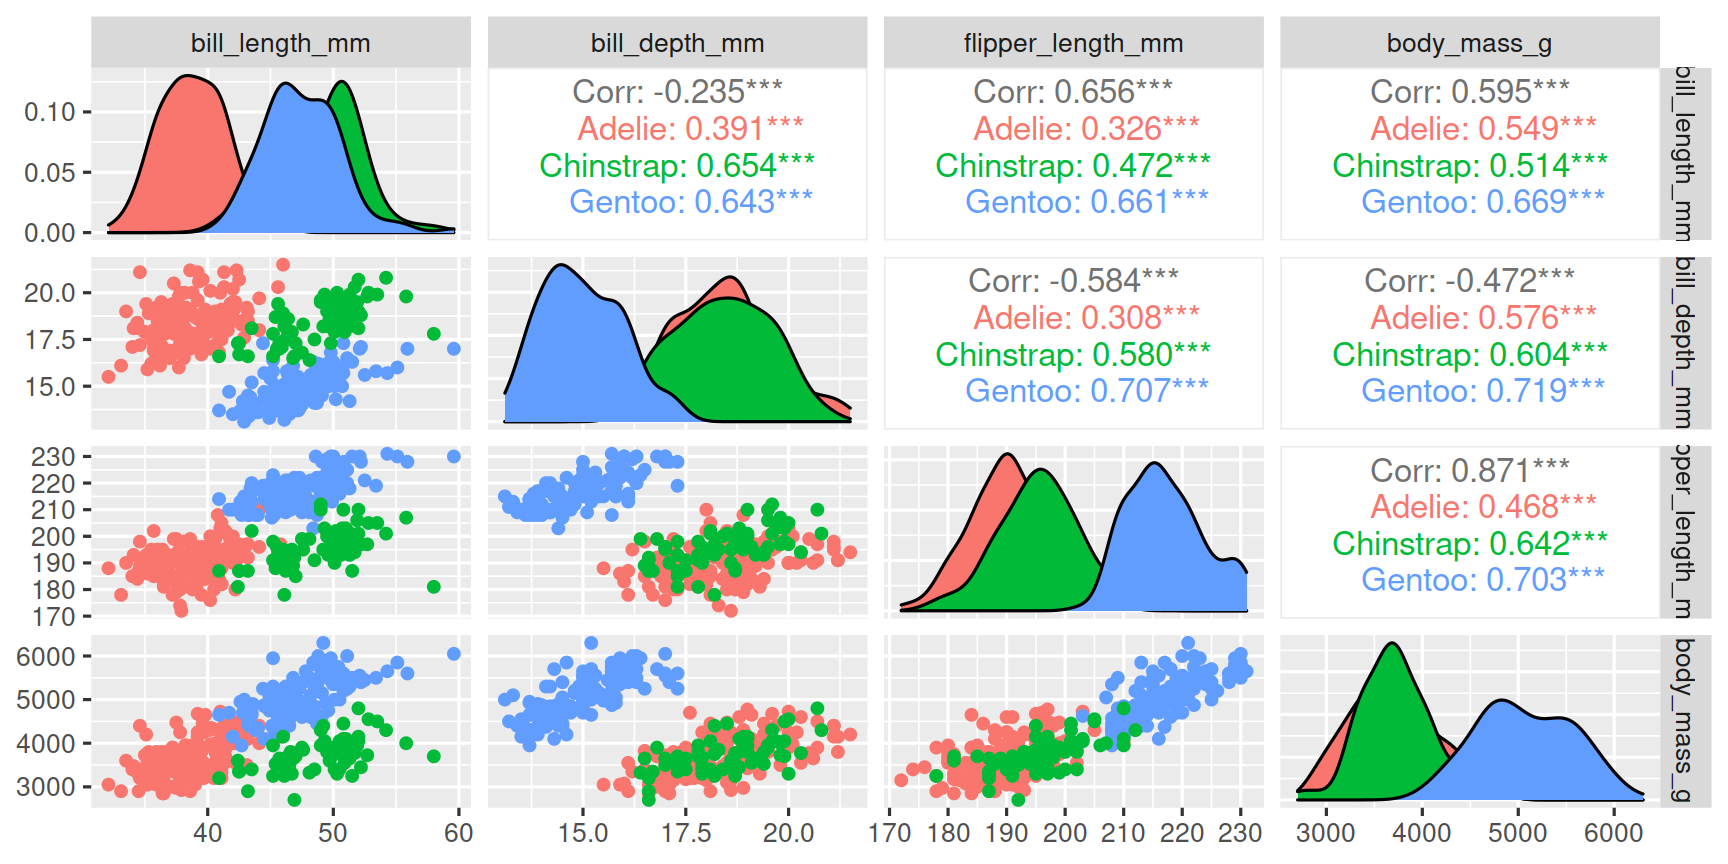 bill_length_mm
bill_depth_mm
flipper_length_mm
body_mass_g
0.10
0.05
0.00
Corr: -0.235***
Adelie: 0.391***
Chinstrap: 0.654***
Gentoo: 0.643***
Corr: 0.656***
Adelie: 0.326***
Chinstrap: 0.472***
Gentoo: 0.661***
Corr: 0.595***
Adelie: 0.549***
Chinstrap: 0.514***
Gentoo: 0.669***
bill_length_mm
20.0
17.5
15.0
Corr: -0.584***
Adelie: 0.308***
Chinstrap: 0.580***
Gentoo: 0.707***
Corr: -0.472***
Adelie: 0.576***
Chinstrap: 0.604***
Gentoo: 0.719***
bill_depth_mm
230
220
210
200
190
180
170
Corr: 0.871***
Adelie: 0.468***
Chinstrap: 0.642***
Gentoo: 0.703***
pper_length_m
6000
5000
4000
3000
body_mass_g
40 50 60
15.0 17.5 20.0
170 180 190 200 210 220 230
3000 4000 5000 6000